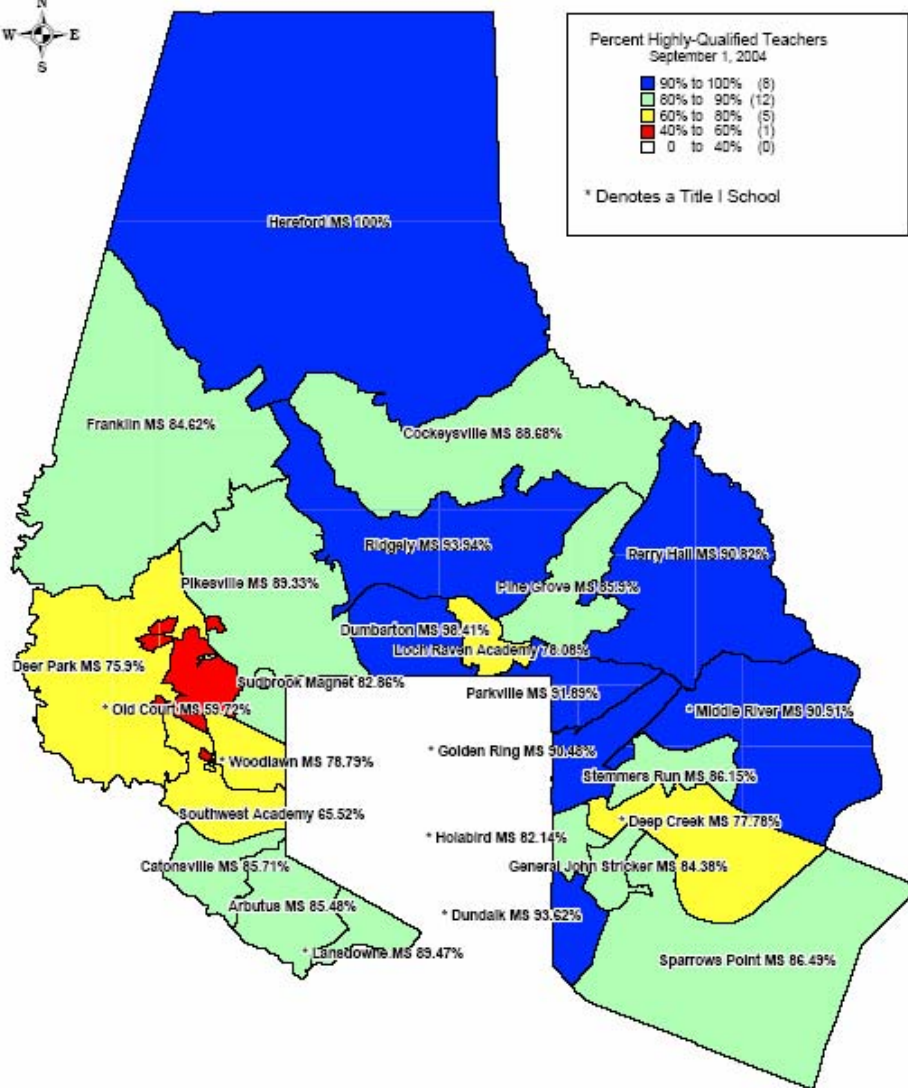 N
W E
S
Percent Highly-Qualified Teachers
September 1, 2004
90% to 100% (8)
80% to 90% (12)
60% to 80% (5)
40% to 60% (1)
0 to 40% (0)
* Denotes a Title I School
Hereford MS 100%
Franklin MS 84.62%
Cockeysville MS 88.68%
Ridgely MS 93.94%
Perry Hall MS 90.82%
Pikesville MS 89.33%
Pine Grove MS 85.5%
Dumbarton MS 98.41%
Loch Raven Academy 78.08%
Deer Park MS 75.9%
Sudbrook Magnet 82.86%
Parkville MS 91.89%
* Old Court MS 59.72%
* Middle River MS 90.91%
* Golden Ring MS 90.48%
* Woodlawn MS 78.79%
Stemmers Run MS 86.15%
Southwest Academy 65.52%
* Deep Creek MS 77.78%
* Holabird MS 82.14%
Catonsville MS 85.71%
General John Stricker MS 84.38%
Arbutus MS 85.48%
* Dundalk MS 93.62%
* Lansdowne MS 89.47%
Sparrows Point MS 86.49%